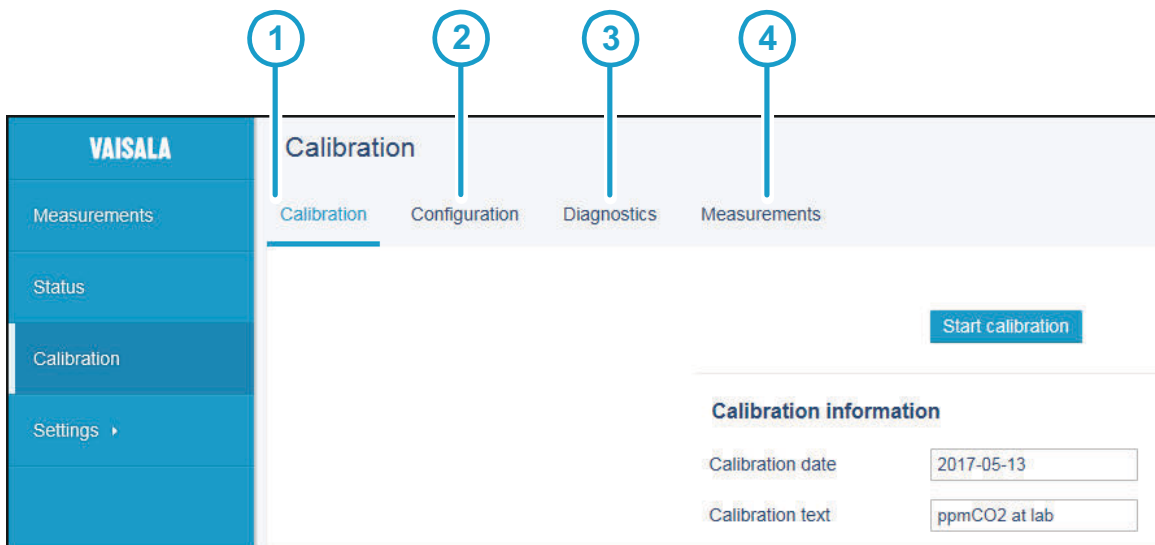 1 2 3 4
VAISALA
Calibration
Measurements
Calibration Configuration Diagnostics Measurements
Status
Start calibration
Calibration
Calibration information
Settings
Calibration date 2017-05-13
Calibration text ppmCO2 at lab